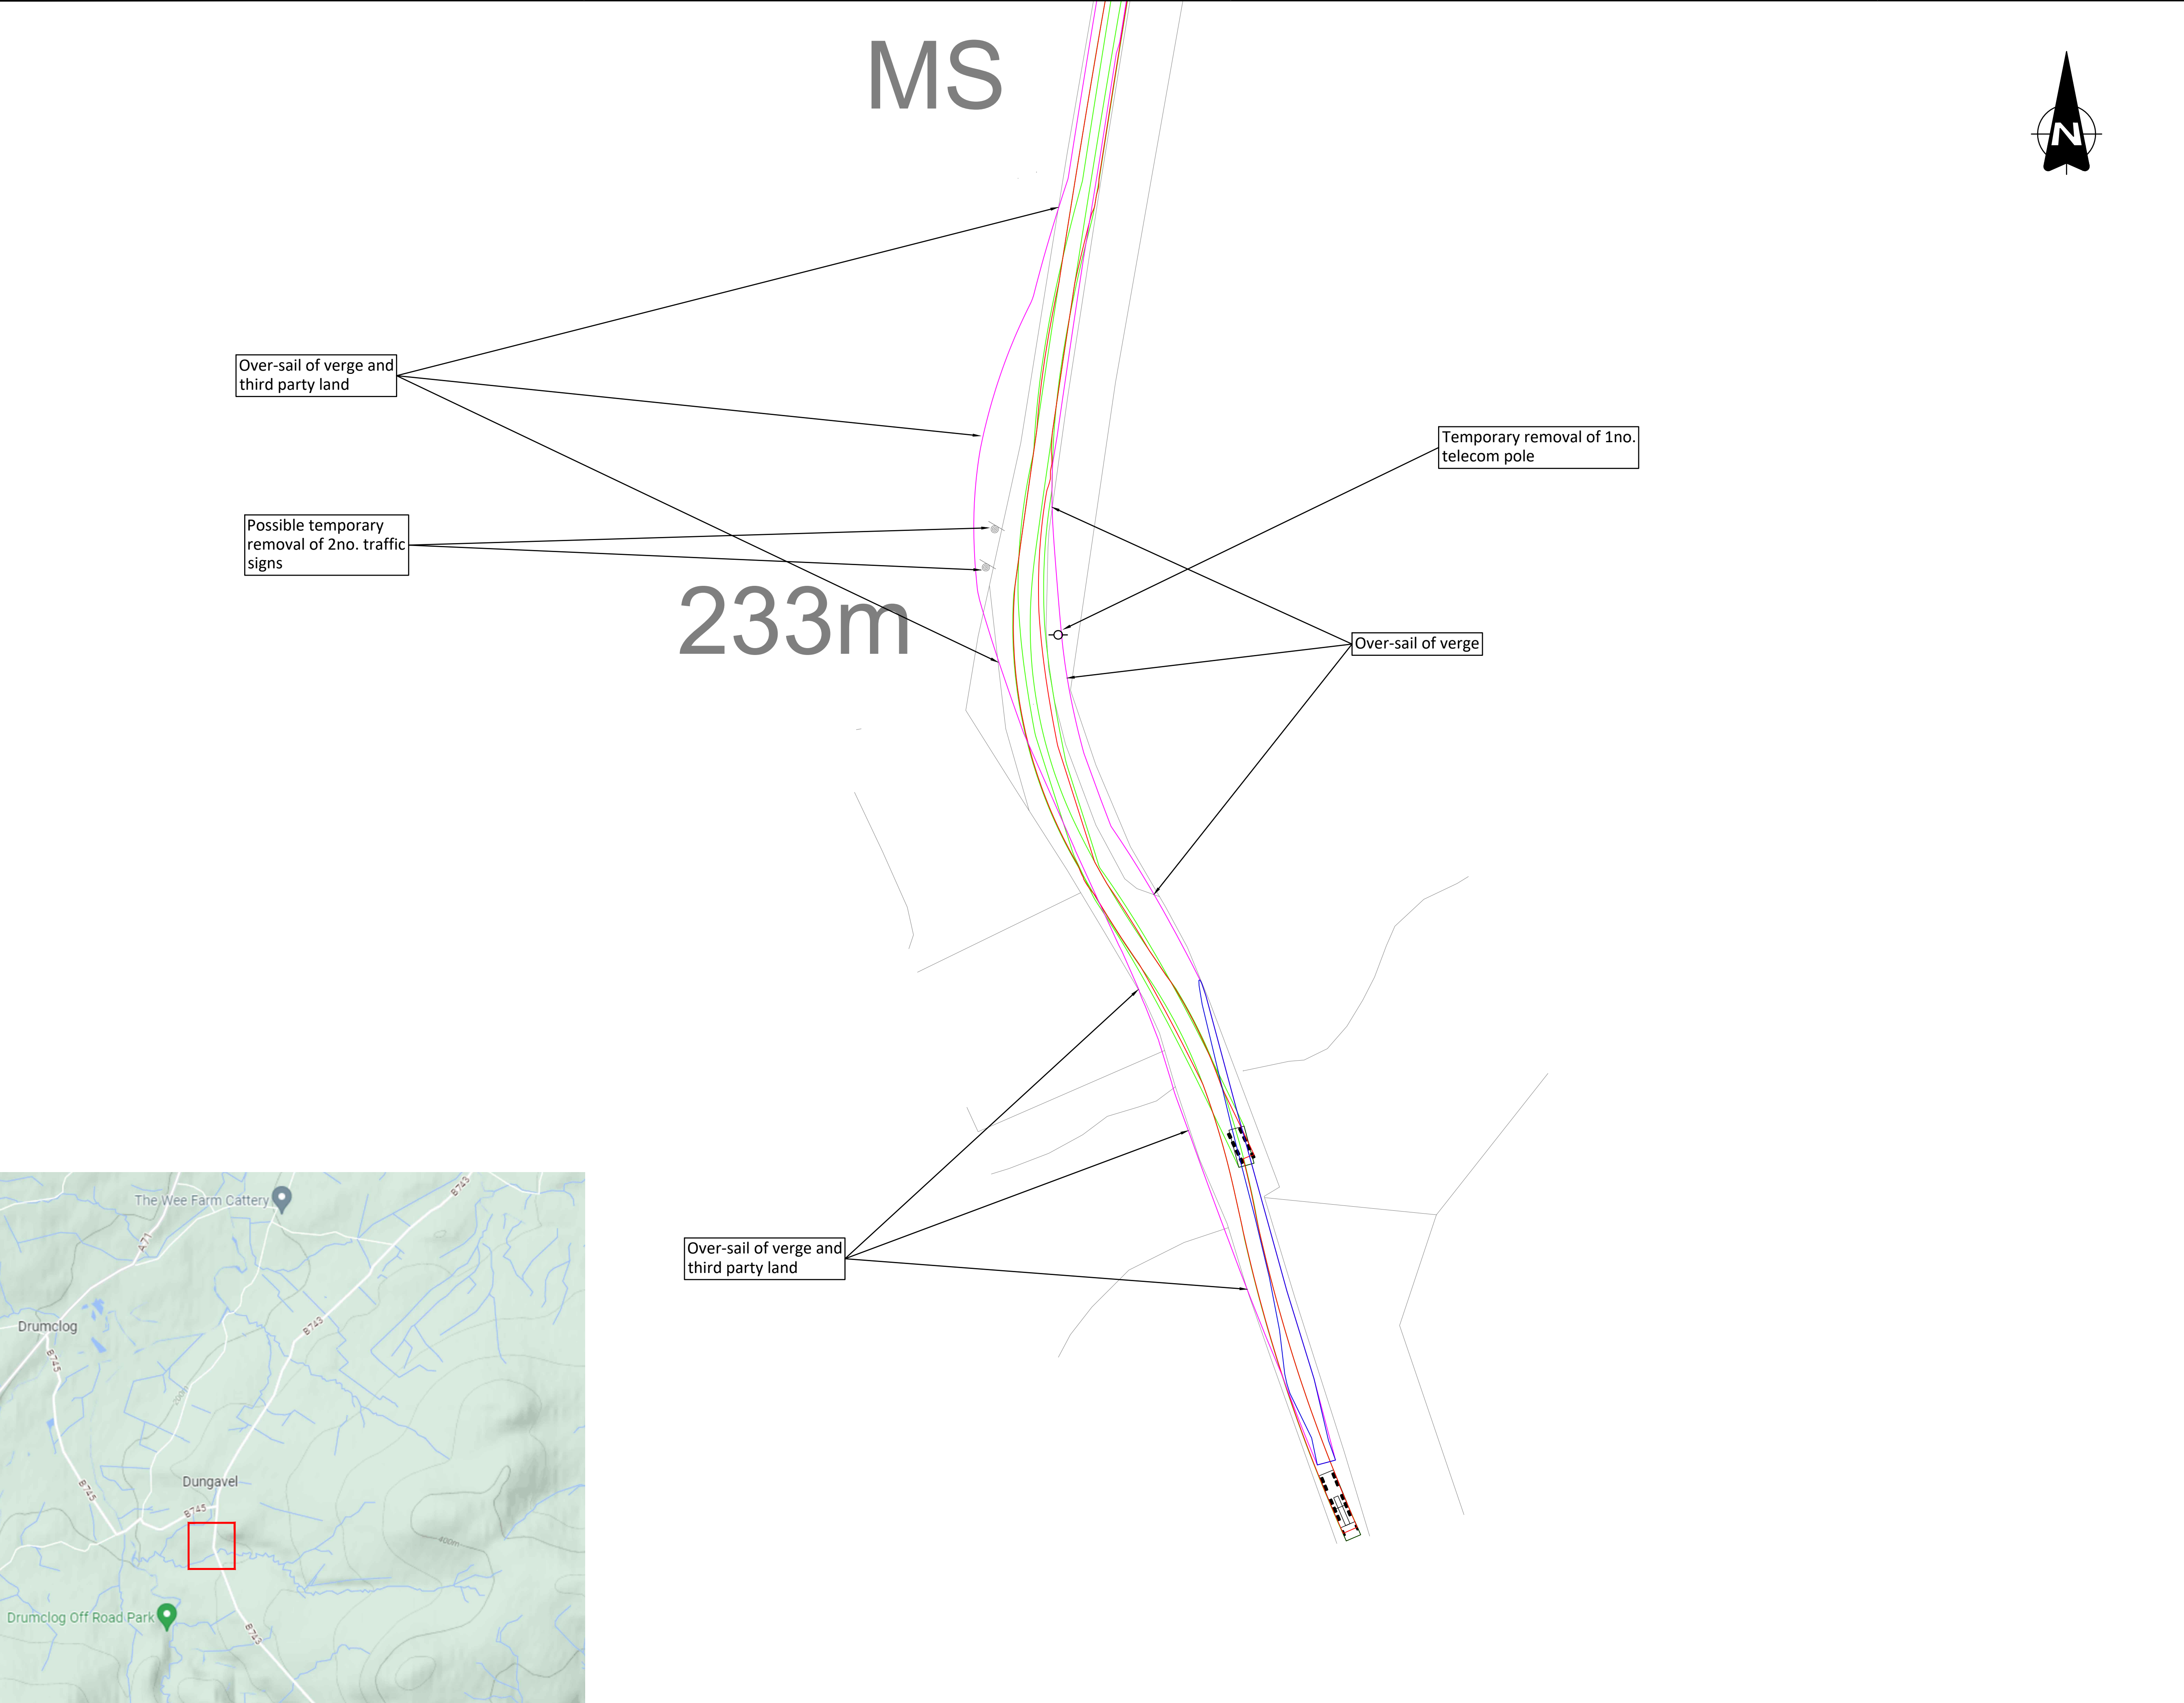 MS
N
Over-sail of verge and
third party land
Temporary removal of 1no.
telecom pole
Possible temporary
removal of 2no. traffic
signs
233m
Over-sail of verge
Over-sail of verge and
third party land
The Wee Farm Cattery
B743
A71
Drumclog
B743
B745
200m
Dungavel
B745
B745
400m
Drumclog Off Road Park
B743